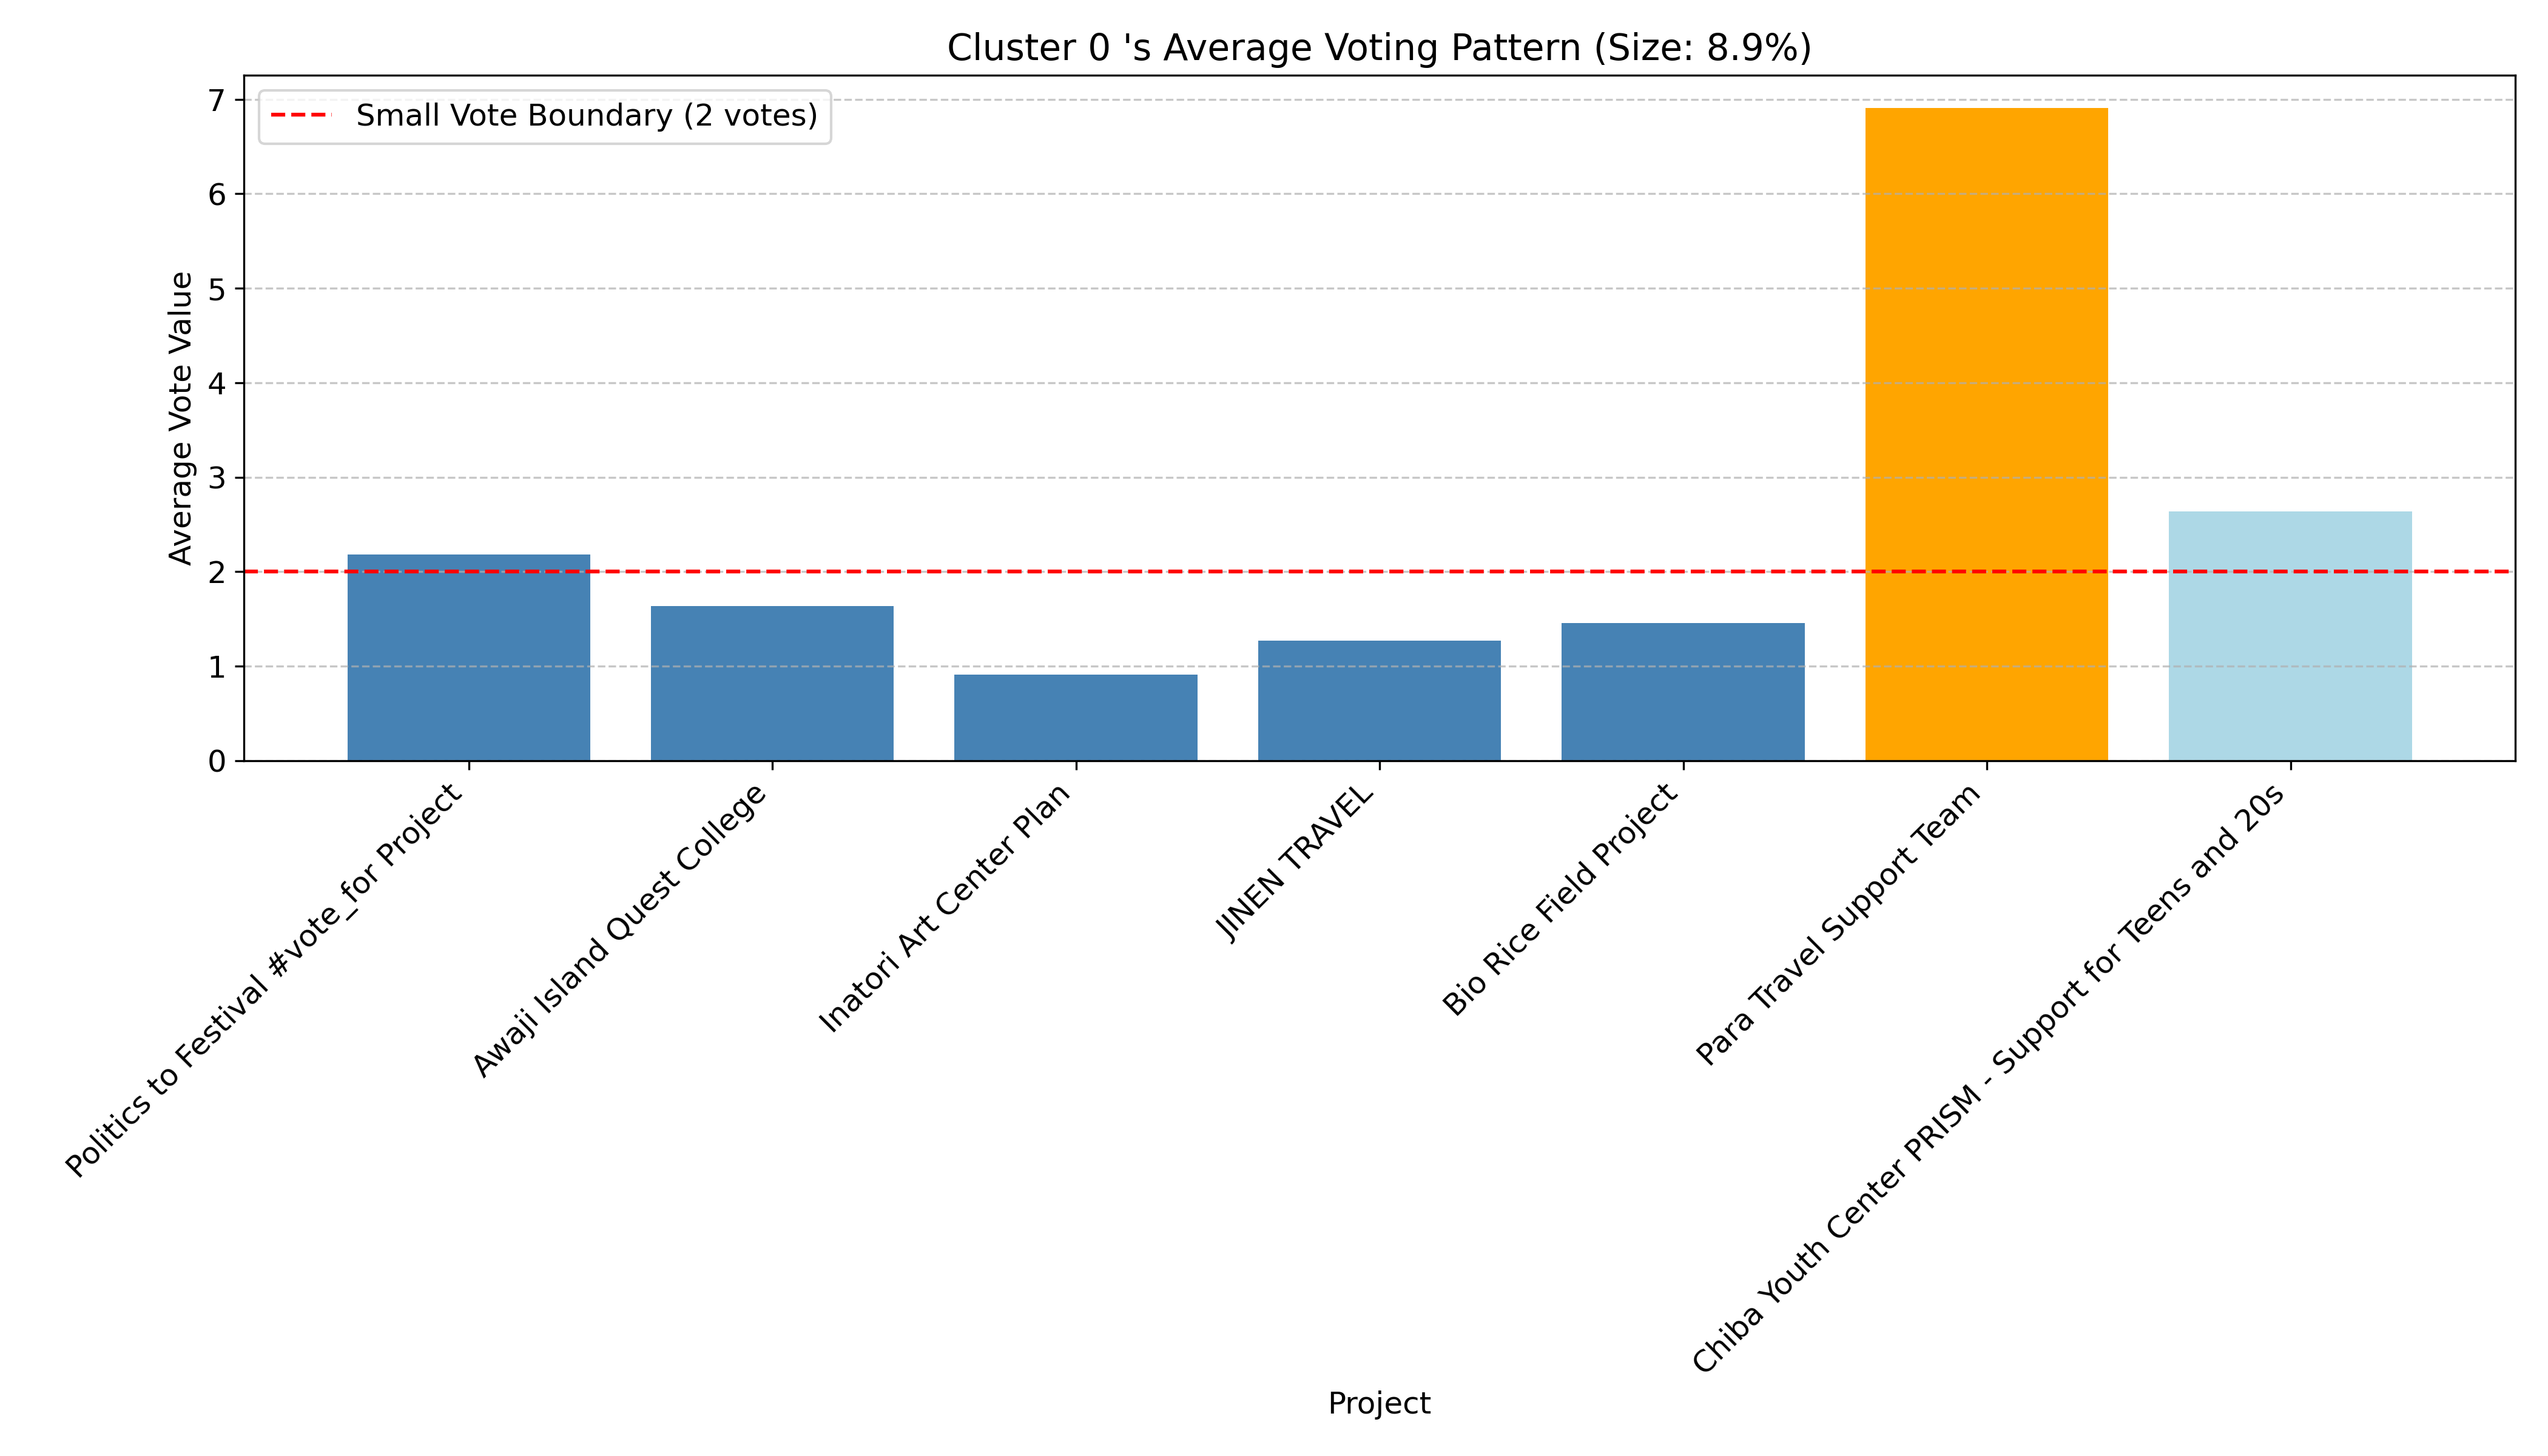 Cluster 0 's Average Voting Pattern (Size: 8.9%)
Small Vote Boundary (2 votes)
Average Vote Value
7
6
5
4
3
2
1
0
Politics to Festival #vote_for Project
Awaji Island Quest College
Inatori Art Center Plan
JINEN TRAVEL
Bio Rice Field Project
Para Travel Support Team
Chiba Youth Center PRISM - Support for Teens and 20s
Project